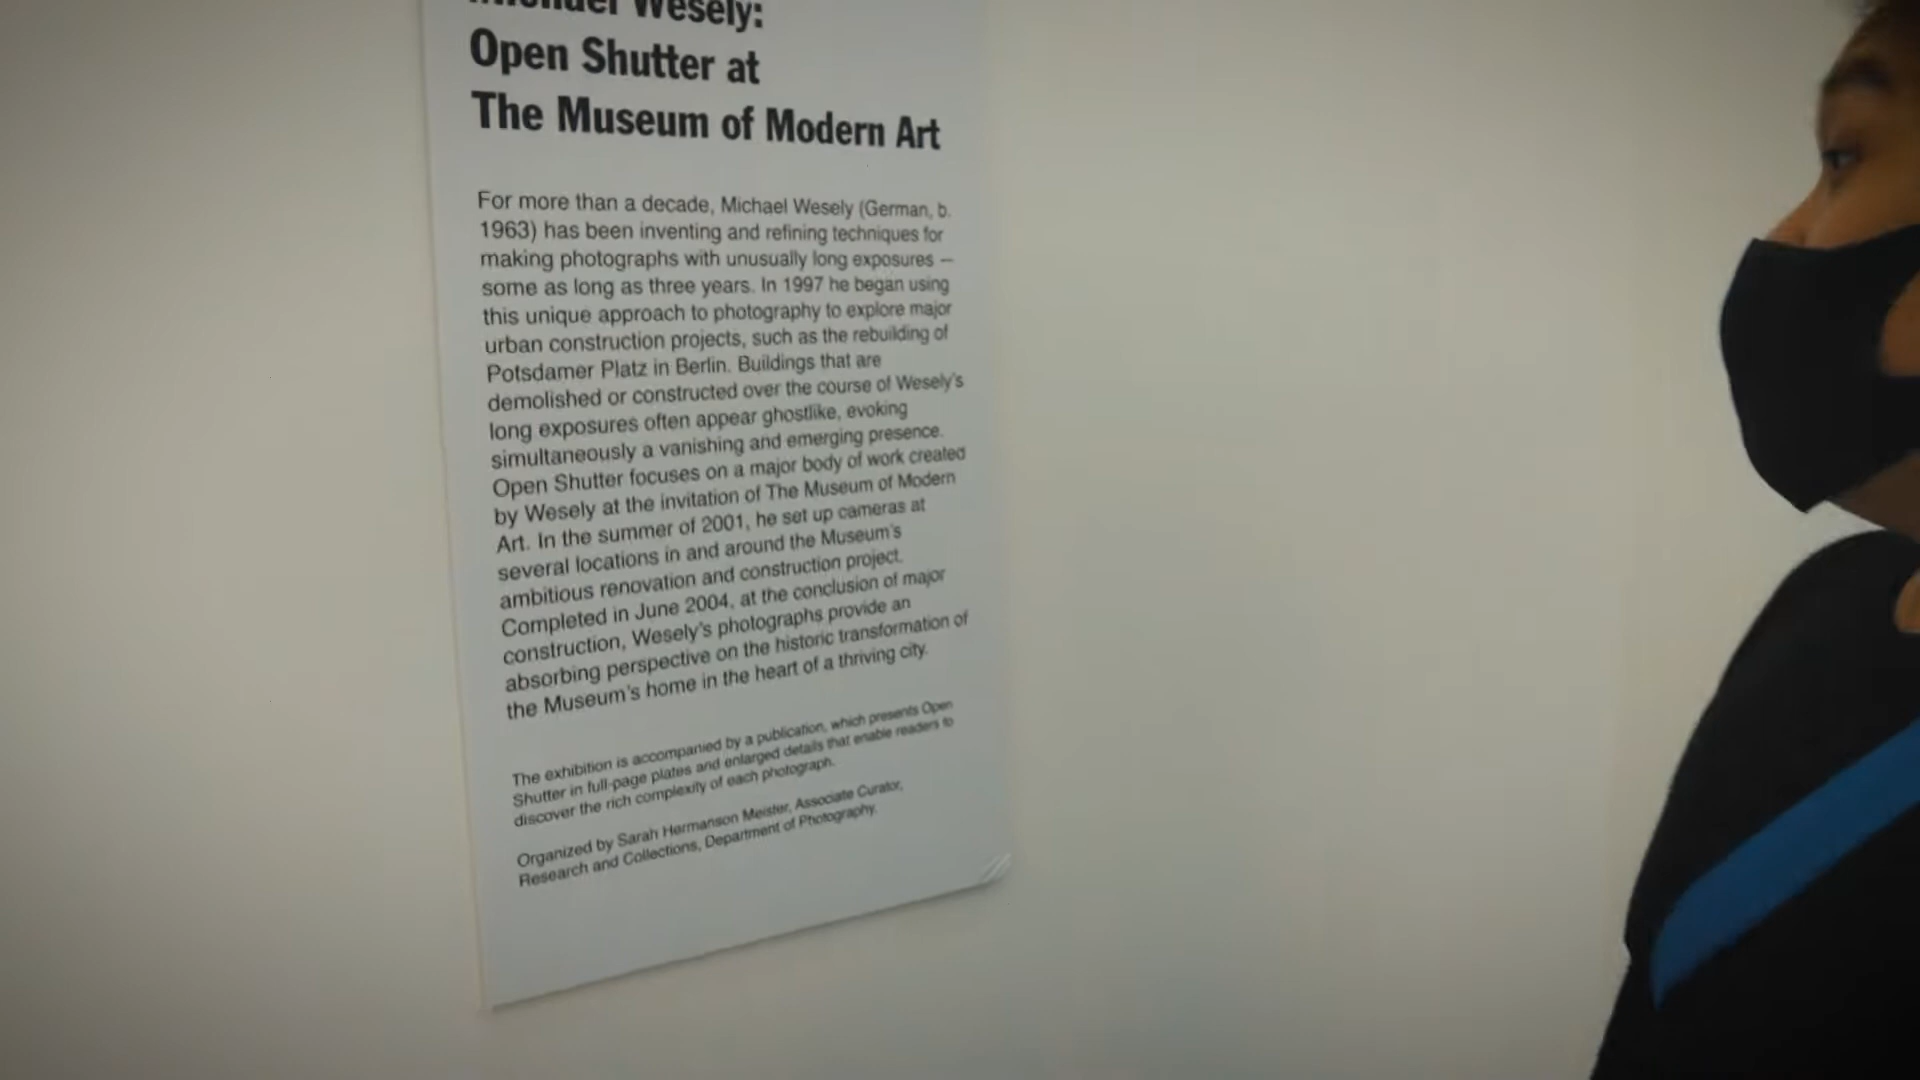 Michael Wesely:
Open Shutter at
The Museum of Modern Art
For more than a decade, Michael Wesely (German, b.
1963) has been inventing and refining techniques for
making photographs with unusually long exposures –
some as long as three years. In 1997 he began using
this unique approach to photography to explore major
urban construction projects, such as the rebuilding of
Potsdamer Platz in Berlin. Buildings that are
demolished or constructed over the course of Wesely's
long exposures often appear ghostlike, evoking
simultaneously a vanishing and emerging presence.
Open Shutter focuses on a major body of work created
by Wesely at the invitation of The Museum of Modern
Art. In the summer of 2001, he set up cameras at
several locations in and around the Museum's
ambitious renovation and construction project.
Completed in June 2004, at the conclusion of major
construction, Wesely's photographs provide an
absorbing perspective on the historic transformation of
the Museum's home in the heart of a thriving city.
The exhibition is accompanied by a publication, which presents Open
Shutter in full-page plates and enlarged details that enable readers to
discover the rich complexity of each photograph.
Organized by Sarah Hermanson Meister, Associate Curator,
Research and Collections, Department of Photography.